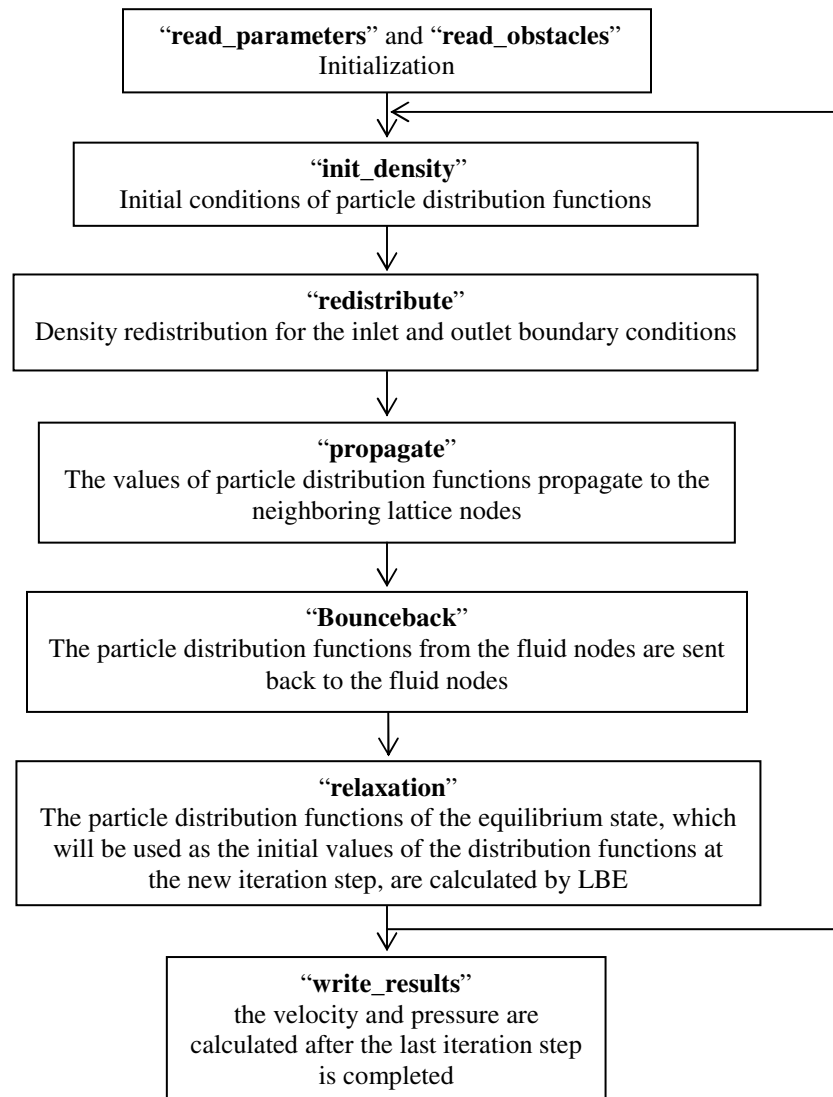 “read_parameters” and “read_obstacles”
Initialization
“init_density”
Initial conditions of particle distribution functions
“redistribute”
Density redistribution for the inlet and outlet boundary conditions
“propagate”
The values of particle distribution functions propagate to the
neighboring lattice nodes
“Bounceback”
The particle distribution functions from the fluid nodes are sent
back to the fluid nodes
“relaxation”
The particle distribution functions of the equilibrium state, which
will be used as the initial values of the distribution functions at
the new iteration step, are calculated by LBE
“write_results”
the velocity and pressure are
calculated after the last iteration step
is completed